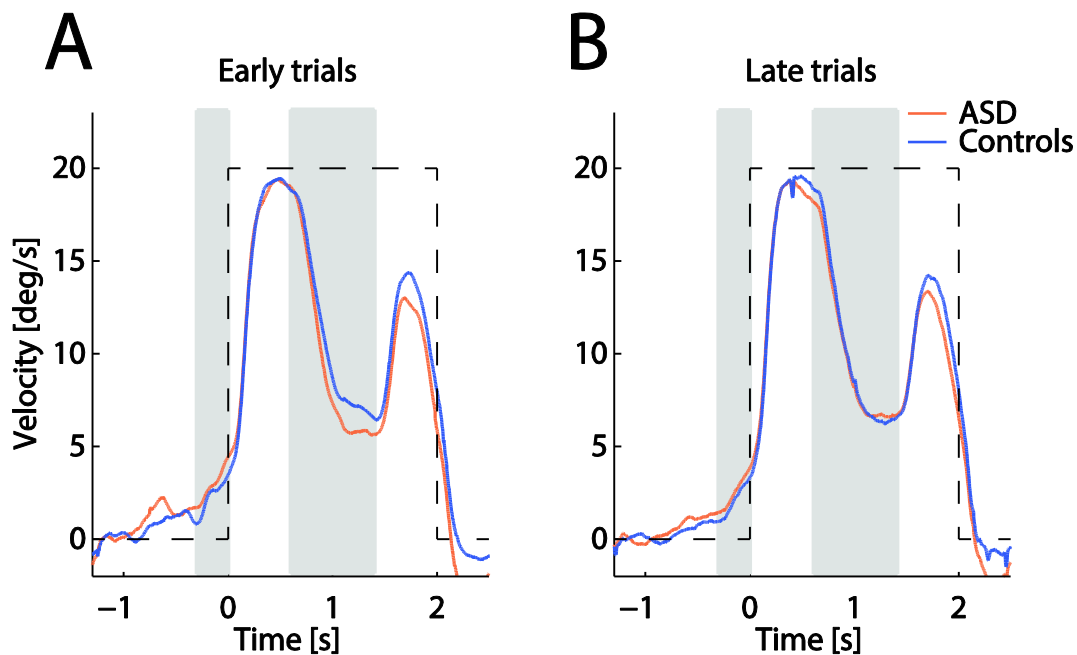 A
B
Early trials
Late trials
ASD
Controls
Velocity [deg/s]
20
15
10
5
0
20
15
10
5
0
−1
0
1
2
−1
0
1
2
Time [s]
Time [s]